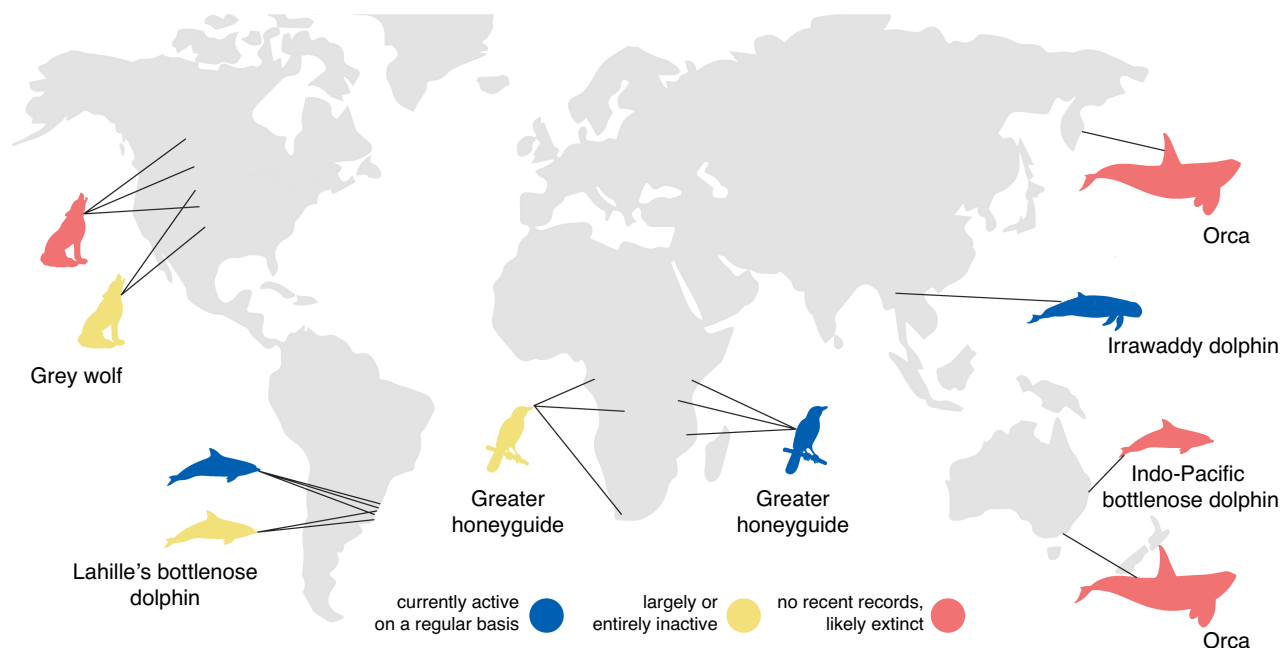 Orca
Irrawaddy dolphin
Grey wolf
Indo-Pacific
bottlenose dolphin
Greater
honeyguide
Greater
honeyguide
Lahille’s bottlenose
dolphin
currently active
on a regular basis
largely or
entirely inactive
no recent records,
likely extinct
Orca